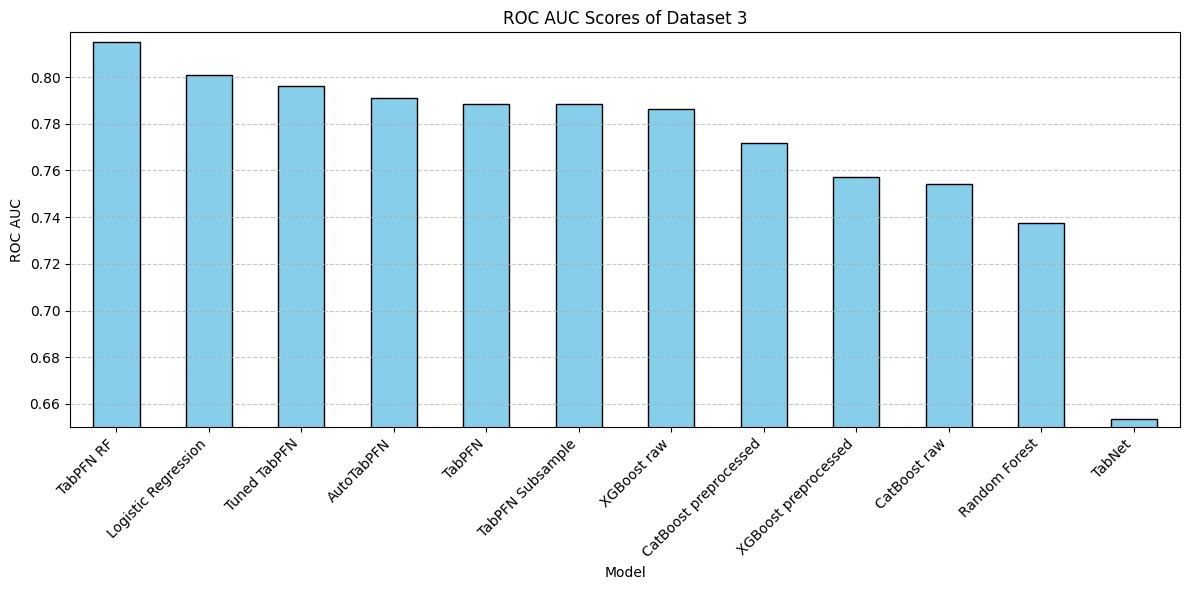 ROC AUC Scores of Dataset 3
ROC AUC
0.80
0.78
0.76
0.74
0.72
0.70
0.68
0.66
TabPFN RF
Logistic Regression
Tuned TabPFN
AutoTabPFN
TabPFN
TabPFN Subsample
XGBoost raw
CatBoost preprocessed
XGBoost preprocessed
CatBoost raw
Random Forest
TabNet
Model